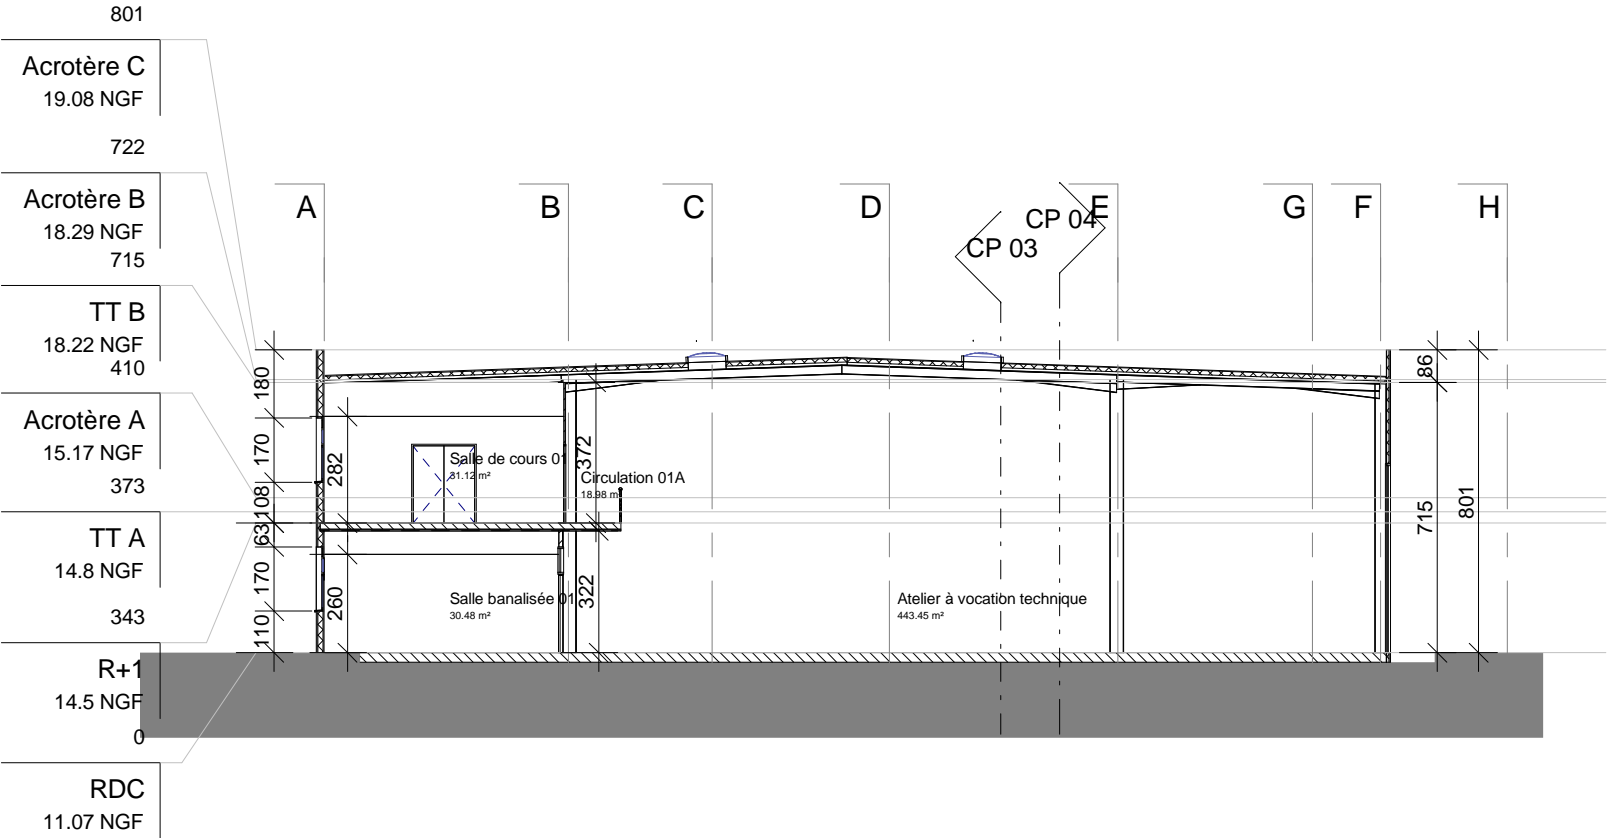 801
Acrotère C
19.08 NGF
722
Acrotère B
18.29 NGF
715
TT B
18.22 NGF
410
Acrotère A
15.17 NGF
373
TT A
14.8 NGF
343
R+1
14.5 NGF
0
RDC
11.07 NGF
A
B
C
D
E
G
F
H
CP 03
CP 04
180
170
108
63
170
110
282
260
372
322
Salle de cours 01
31.12 m²
Circulation 01A
18.98 m²
Salle banalisée 01
30.48 m²
Atelier à vocation technique
443.45 m²
86
715
801